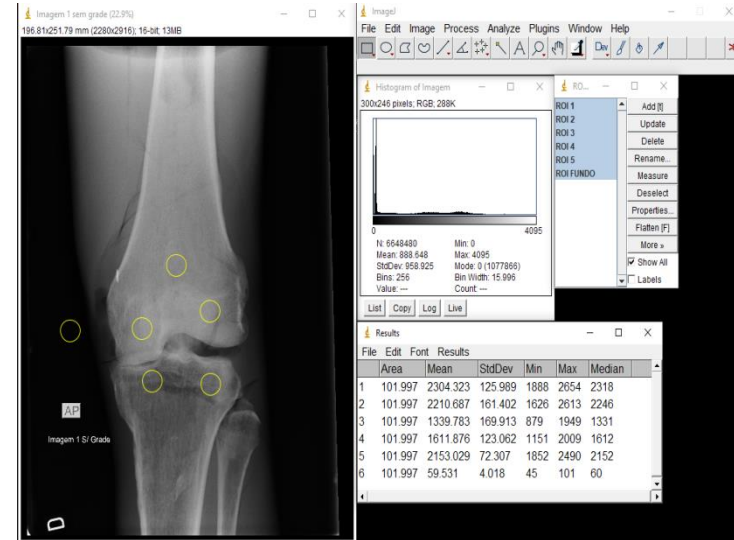 Imagem 1 sem grade (22.9%)
196.81x251.79 mm (2280x2916); 16-bit; 13MB
AP
Imagem 1 S/ Grade
D
ImageJ
File Edit Image Process Analyze Plugins Window Help
A
Dev
Histogram of Imagem
300x246 pixels; RGB; 288K
0 4095
N: 6648480 Min: 0
Mean: 888.648 Max: 4095
StdDev: 958.925 Mode: 0 (1077866)
Bins: 256 Bin Width: 15.996
Value: --- Count: ---
List Copy Log Live
RO...
ROI 1
ROI 2
ROI 3
ROI 4
ROI 5
ROI FUNDO
Add [t]
Update
Delete
Rename...
Measure
Deselect
Properties...
Flatten [F]
More »
Show All
Labels
Results
File Edit Font Results
Area Mean StdDev Min Max Median
1 101.997 2304.323 125.989 1888 2654 2318
2 101.997 2210.687 161.402 1626 2613 2246
3 101.997 1339.783 169.913 879 1949 1331
4 101.997 1611.876 123.062 1151 2009 1612
5 101.997 2153.029 72.307 1852 2490 2152
6 101.997 59.531 4.018 45 101 60